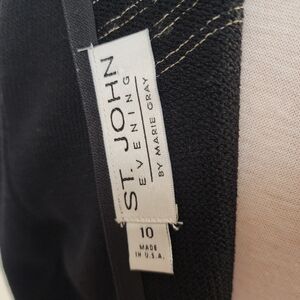 ST. JOHN
EVENING
BY MARIE GRAY
10
MADE
IN U.S.A.